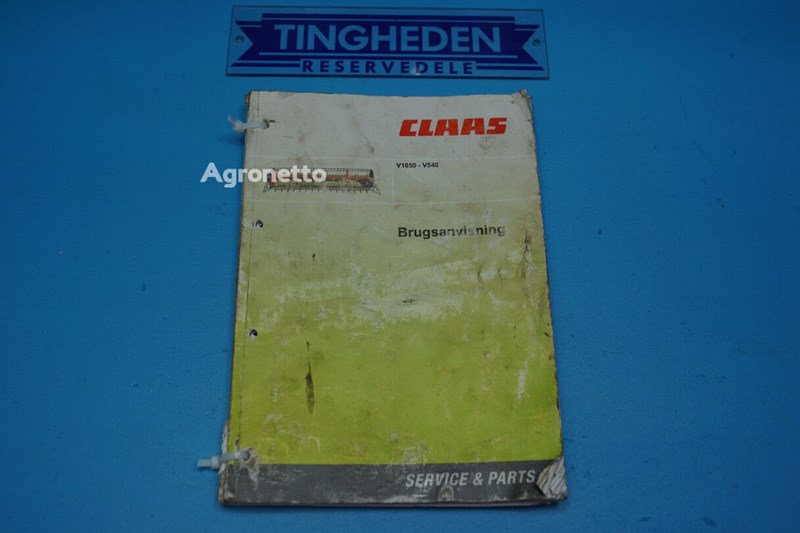 TINGHEDEN
RESERVEDELE
CLAAS
V1050 - V540
Agronetto
Brugsanvisning
SERVICE & PARTS